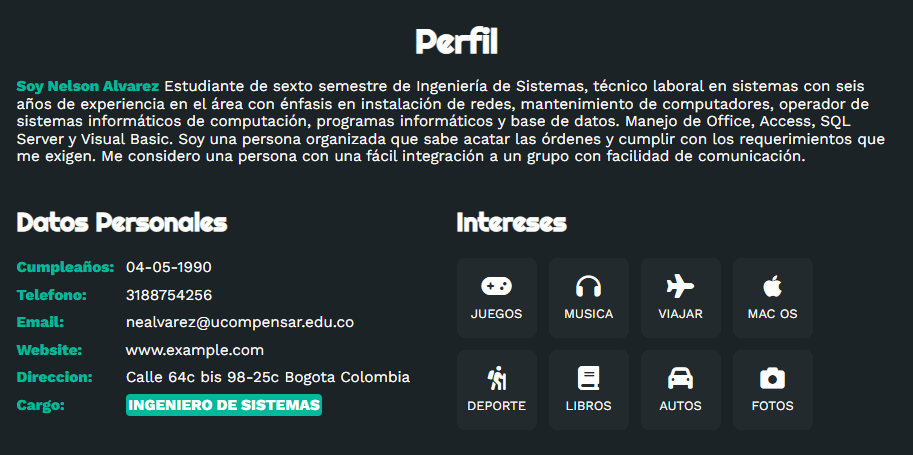 Perfil
Soy Nelson Alvarez Estudiante de sexto semestre de Ingeniería de Sistemas, técnico laboral en sistemas con seis
años de experiencia en el área con énfasis en instalación de redes, mantenimiento de computadores, operador de
sistemas informáticos de computación, programas informáticos y base de datos. Manejo de Office, Access, SQL
Server y Visual Basic. Soy una persona organizada que sabe acatar las órdenes y cumplir con los requerimientos que
me exigen. Me considero una persona con una fácil integración a un grupo con facilidad de comunicación.
Datos Personales
Cumpleaños: 04-05-1990
Telefono: 3188754256
Email: nealvarez@ucompensar.edu.co
Website: www.example.com
Direccion: Calle 64c bis 98-25c Bogota Colombia
Cargo: INGENIERO DE SISTEMAS
Intereses
JUEGOS MUSICA VIAJAR MAC OS
DEPORTE LIBROS AUTOS FOTOS